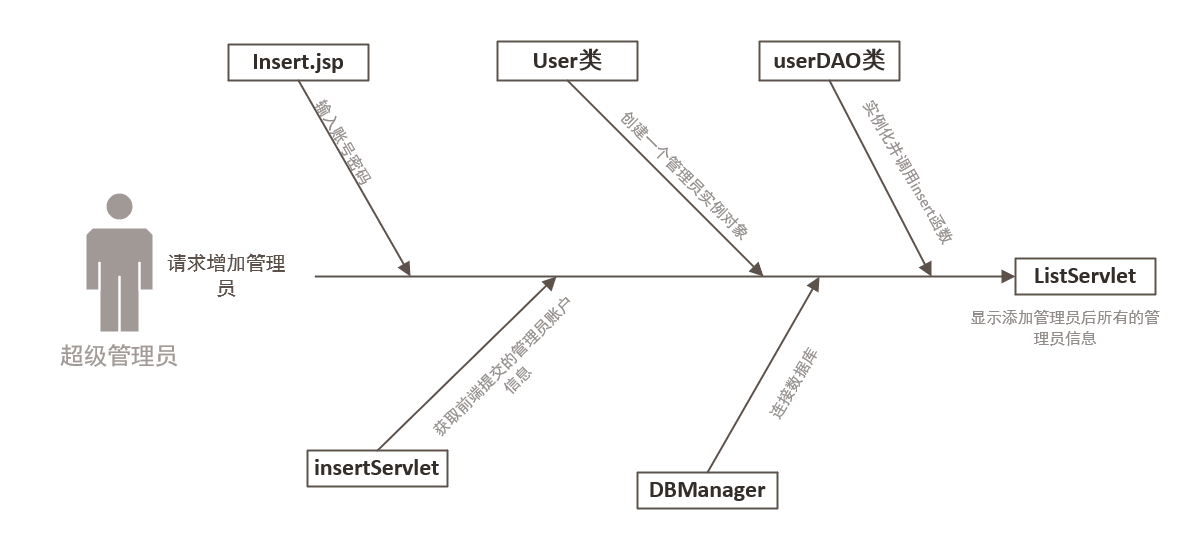 Insert.jsp
User类
userDAO类
输入账号密码
创建一个管理员实例对象
实例化并调用insert函数
请求增加管理
员
超级管理员
ListServlet
显示添加管理员后所有的管
理员信息
获取前端提交的管理员账户
信息
连接数据库
insertServlet
DBManager